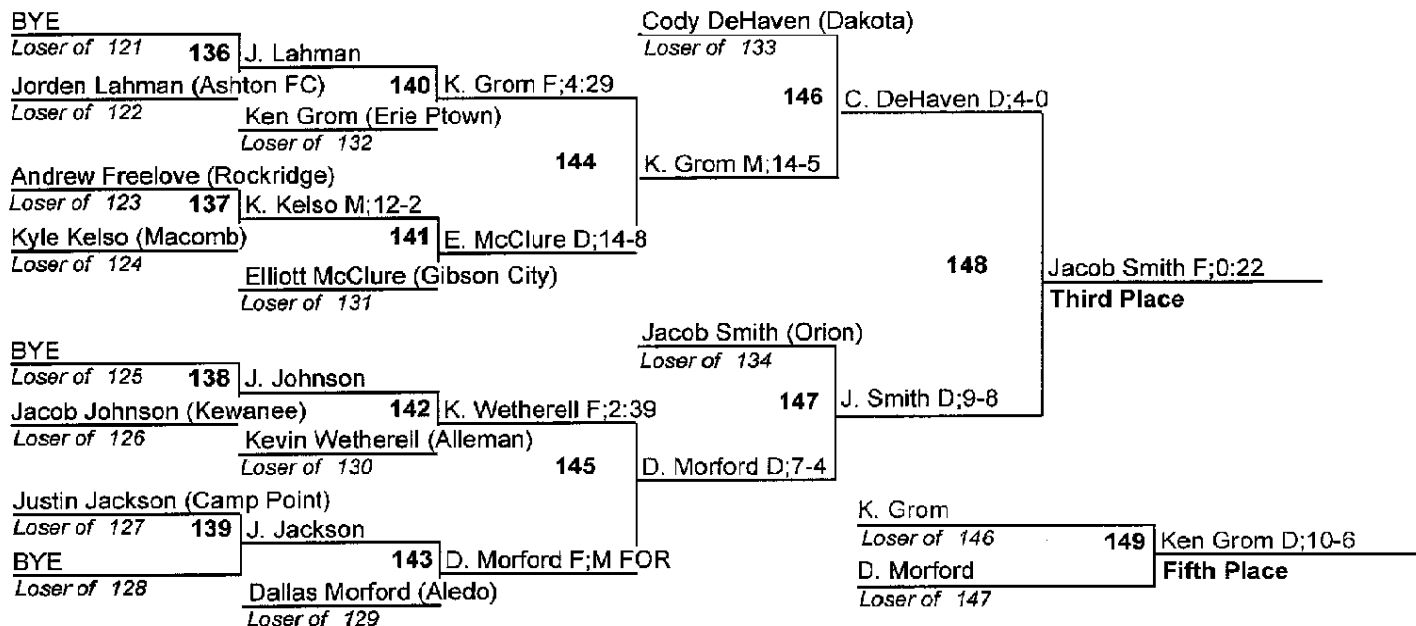 BYE
Loser of 121
136 J. Lahman
Jorden Lahman (Ashton FC)
Loser of 122
140 K. Grom F;4:29
Ken Grom (Erie Ptown)
Loser of 132
Andrew Freelove (Rockridge)
Loser of 123
137 K. Kelso M;12-2
Kyle Kelso (Macomb)
Loser of 124
141 E. McClure D;14-8
Elliott McClure (Gibson City)
Loser of 131
144 K. Grom M;14-5
Cody DeHaven (Dakota)
Loser of 133
146 C. DeHaven D;4-0
BYE
Loser of 125
138 J. Johnson
Jacob Johnson (Kewanee)
Loser of 126
142 K. Wetherell F;2:39
Kevin Wetherell (Alleman)
Loser of 130
Justin Jackson (Camp Point)
Loser of 127
139 J. Jackson
BYE
Loser of 128
143 D. Morford F;M FOR
Dallas Morford (Aledo)
Loser of 129
145 D. Morford D;7-4
Jacob Smith (Orion)
Loser of 134
147 J. Smith D;9-8
148 Jacob Smith F;0:22
Third Place
K. Grom
Loser of 146
149 Ken Grom D;10-6
D. Morford
Fifth Place
Loser of 147